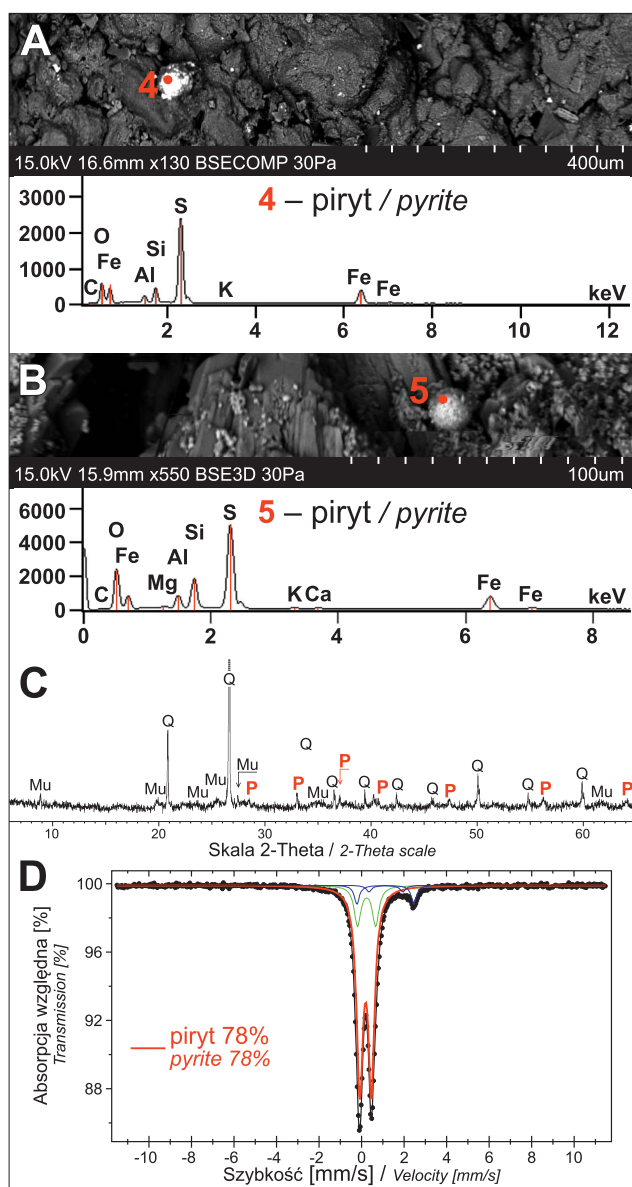 A
4
15.0kV 16.6mm x130 BSECOMP 30Pa 400um
3000
2000
1000
0
4 – piryt / pyrite
S
O
Si
Fe
Al
C
K
Fe
Fe
keV
2 4 6 8 10 12
B
5
15.0kV 15.9mm x550 BSE3D 30Pa 100um
6000
4000
2000
0
5 – piryt / pyrite
S
O
Si
Fe
Al
Mg
C
K Ca
Fe
Fe
keV
0 2 4 6 8
C
Q
Q
Q
Mu
Mu
Mu
Mu
Mu
P
P
Mu
Q
P
Q
P
Q
Q
P
Q
Q
P
Q
Mu
P
10 20 30 40 50 60
Skala 2-Theta / 2-Theta scale
D
100
96
92
88
Absorpcja względna [%]
Transmission [%]
piryt 78%
pyrite 78%
-10 -8 -6 -4 -2 0 2 4 6 8 10
Szybkość [mm/s] / Velocity [mm/s]